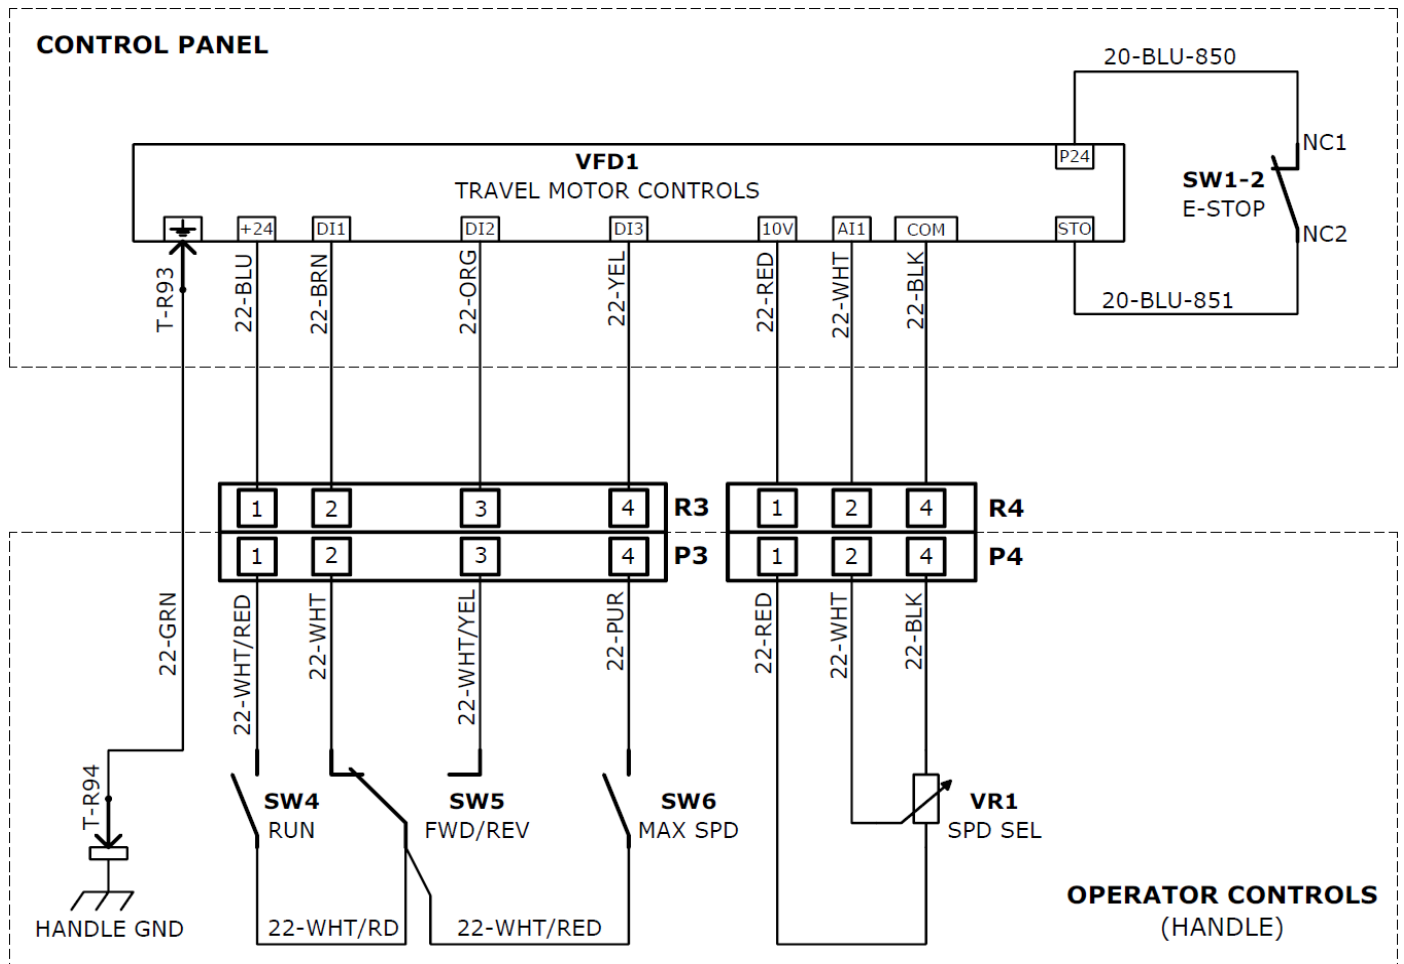 CONTROL PANEL
20-BLU-850
VFD1
TRAVEL MOTOR CONTROLS
P24
NC1
SW1-2
E-STOP
NC2
+24
DI1
DI2
DI3
10V
AI1
COM
STO
T-R93
22-BLU
22-BRN
22-ORG
22-YEL
22-RED
22-WHT
22-BLK
20-BLU-851
1
2
3
4
R3
1
2
4
R4
1
2
3
4
P3
1
2
4
P4
22-GRN
22-WHT/RED
22-WHT
22-WHT/YEL
22-PUR
22-RED
22-WHT
22-BLK
T-R94
SW4
RUN
SW5
FWD/REV
SW6
MAX SPD
VR1
SPD SEL
HANDLE GND
22-WHT/RD
22-WHT/RED
OPERATOR CONTROLS
(HANDLE)